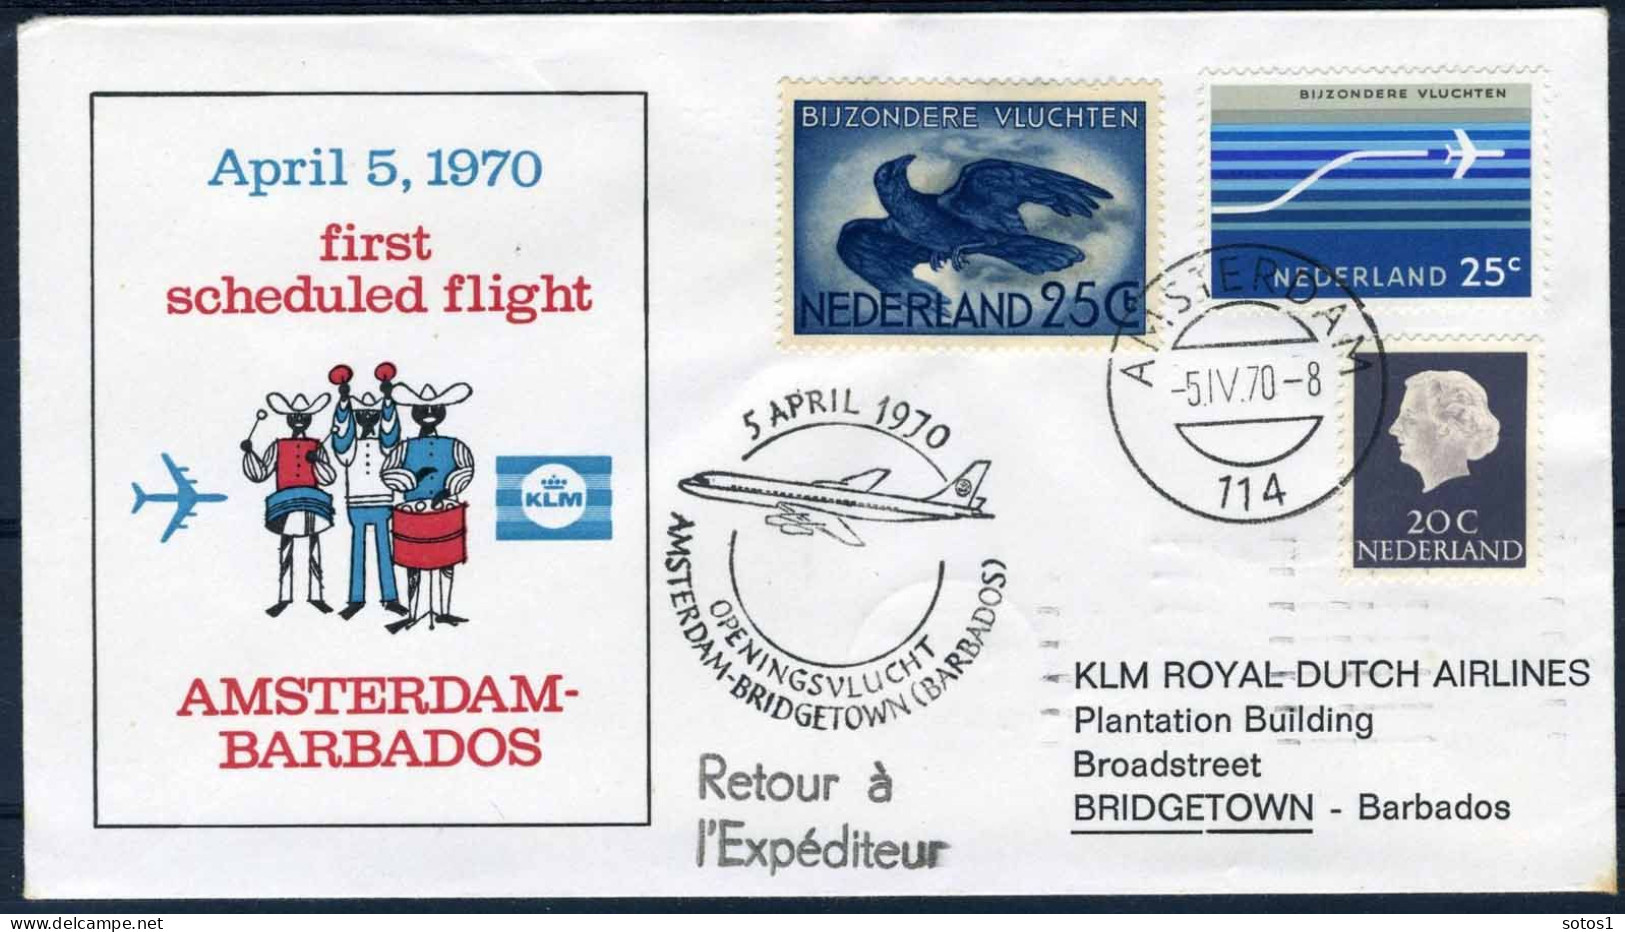 April 5, 1970
first
scheduled flight
KLM
AMSTERDAM-
BARBADOS
BIJZONDERE VLUCHTEN
NEDERLAND 25Ct
BIJZONDERE VLUCHTEN
NEDERLAND 25c
AMSTERDAM
-5.IV.70-8
114
20C
NEDERLAND
5 APRIL 1970
OPENINGSVLUCHT
AMSTERDAM-BRIDGETOWN (BARBADOS)
Retour à
l'Expéditeur
KLM ROYAL DUTCH AIRLINES
Plantation Building
Broadstreet
BRIDGETOWN - Barbados
sotos1